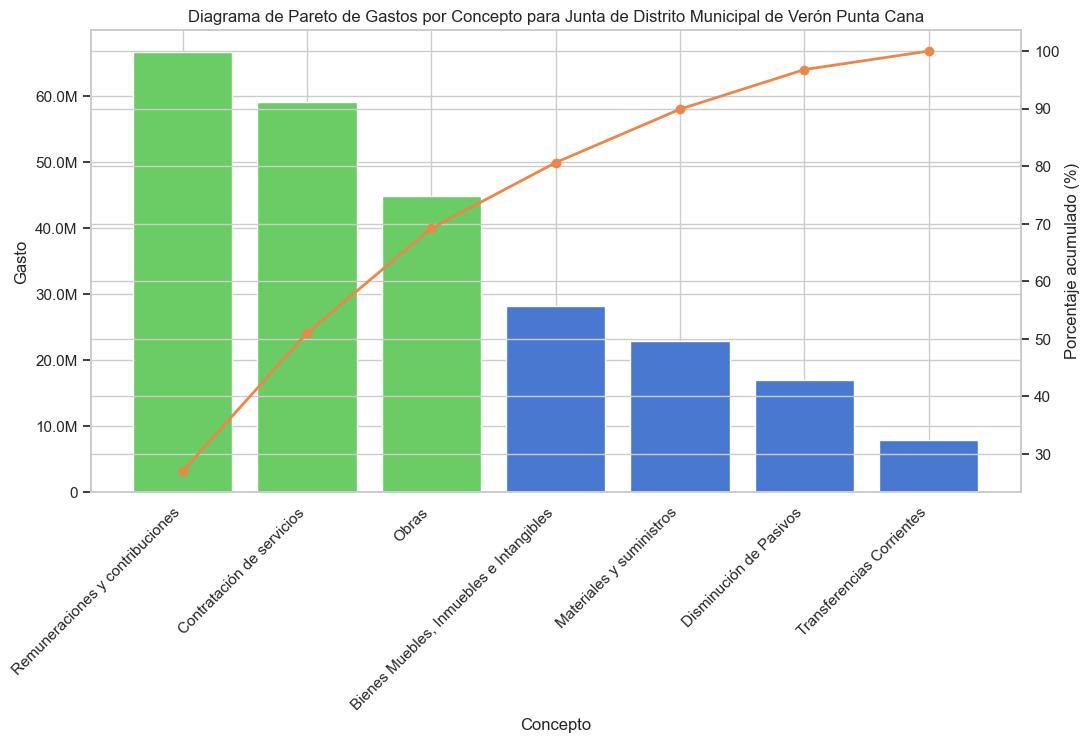 Diagrama de Pareto de Gastos por Concepto para Junta de Distrito Municipal de Verón Punta Cana
Gasto
60.0M
50.0M
40.0M
30.0M
20.0M
10.0M
0
100
90
80
70
60
50
40
30
Porcentaje acumulado (%)
Remuneraciones y contribuciones
Contratación de servicios
Obras
Bienes Muebles, Inmuebles e Intangibles
Materiales y suministros
Disminución de Pasivos
Transferencias Corrientes
Concepto